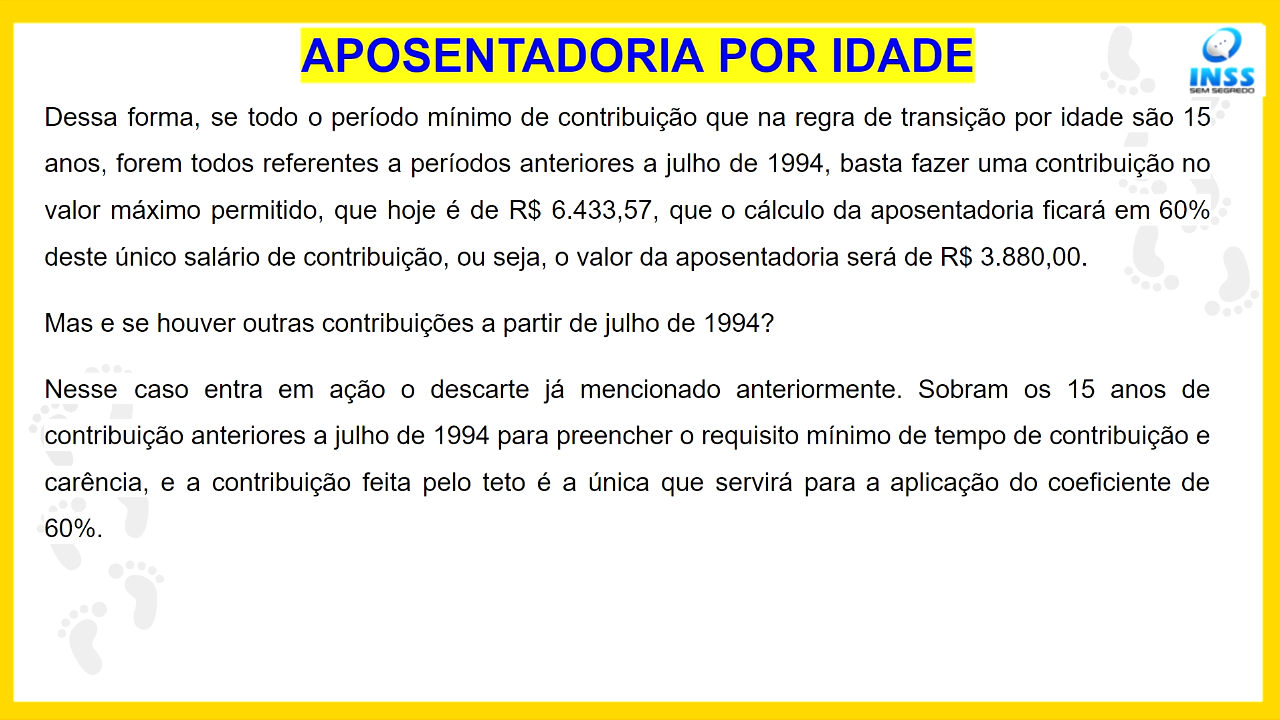 APOSENTADORIA POR IDADE
INSS
SEM SEGREDO
Dessa forma, se todo o período mínimo de contribuição que na regra de transição por idade são 15
anos, forem todos referentes a períodos anteriores a julho de 1994, basta fazer uma contribuição no
valor máximo permitido, que hoje é de R$ 6.433,57, que o cálculo da aposentadoria ficará em 60%
deste único salário de contribuição, ou seja, o valor da aposentadoria será de R$ 3.880,00.
Mas e se houver outras contribuições a partir de julho de 1994?
Nesse caso entra em ação o descarte já mencionado anteriormente. Sobram os 15 anos de
contribuição anteriores a julho de 1994 para preencher o requisito mínimo de tempo de contribuição e
carência, e a contribuição feita pelo teto é a única que servirá para a aplicação do coeficiente de
60%.